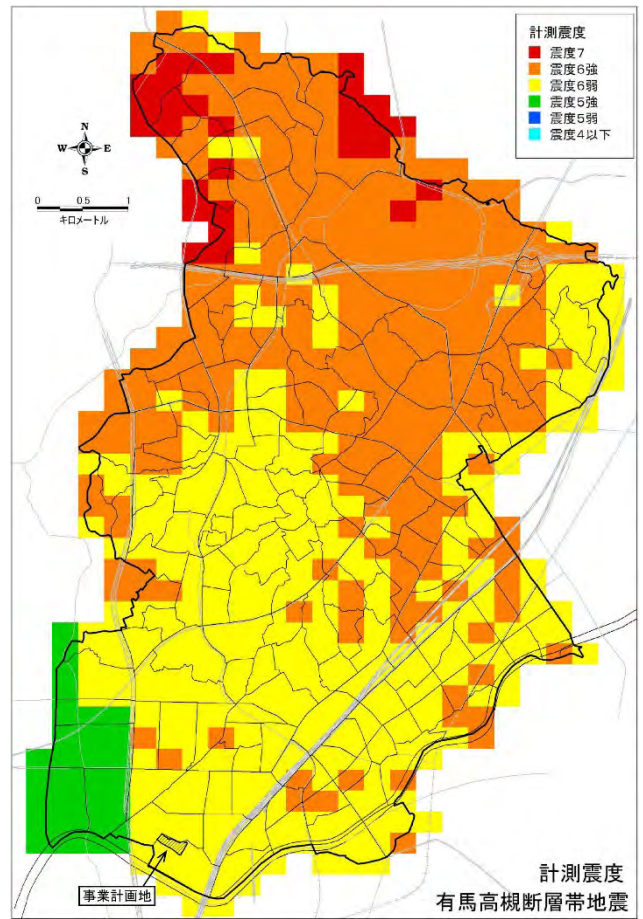 計測震度
震度7
震度6強
震度6弱
震度5強
震度5弱
震度4以下
N
W E
S
0 0.5 1
キロメートル
事業計画地
計測震度
有馬高槻断層帯地震